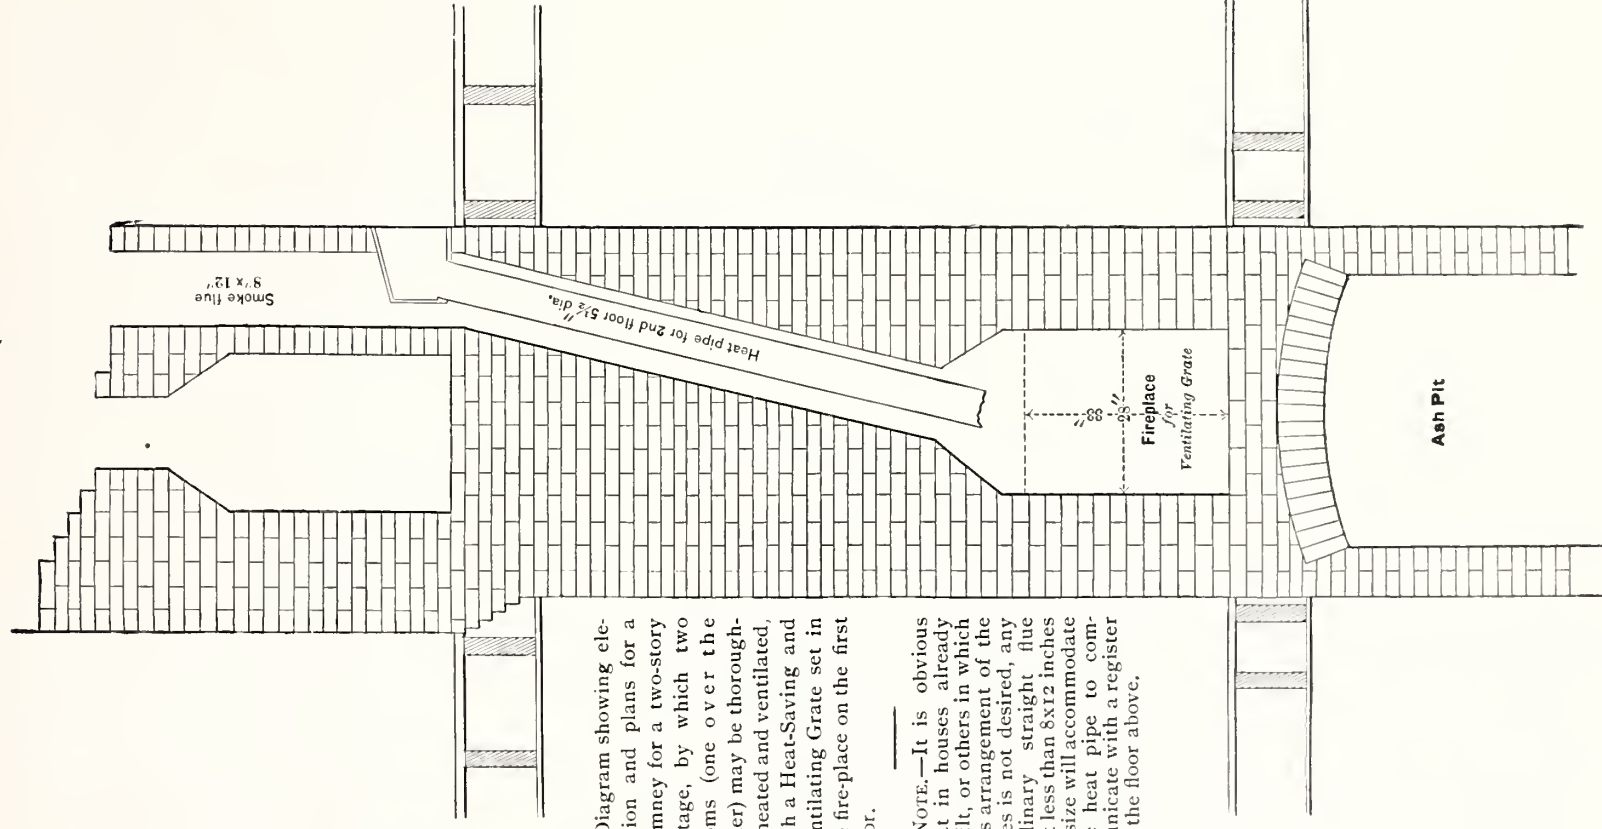 Smoke flue
8"x 12"
Heat pipe for 2nd floor 5½" dia.
28"
Fireplace
for
Ventilating Grate
Ash Pit
Diagram showing ele-
ion and plans for a
mney for a two-story
tage, by which two
oms (one over the
er) may be thorough-
heated and ventilated,
h a Heat-Saving and
ntilating Grate set in
fire-place on the first
or.
NOTE.—It is obvious
t in houses already
ilt, or others in which
s arrangement of the
es is not desired, any
linary straight flue
less than 8x12 inches
size will accommodate
heat pipe to com-
nicate with a register
the floor above.